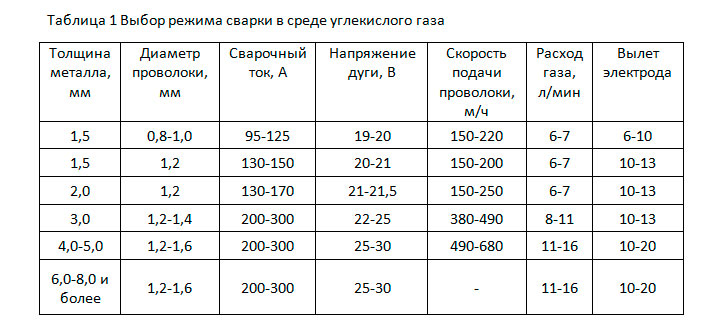 Таблица 1 Выбор режима сварки в среде углекислого газа
Толщина металла, мм | Диаметр проволоки, мм | Сварочный ток, А | Напряжение дуги, В | Скорость подачи проволоки, м/ч | Расход газа, л/мин | Вылет электрода
1,5 | 0,8-1,0 | 95-125 | 19-20 | 150-220 | 6-7 | 6-10
1,5 | 1,2 | 130-150 | 20-21 | 150-200 | 6-7 | 10-13
2,0 | 1,2 | 130-170 | 21-21,5 | 150-250 | 6-7 | 10-13
3,0 | 1,2-1,4 | 200-300 | 22-25 | 380-490 | 8-11 | 10-13
4,0-5,0 | 1,2-1,6 | 200-300 | 25-30 | 490-680 | 11-16 | 10-20
6,0-8,0 и более | 1,2-1,6 | 200-300 | 25-30 | - | 11-16 | 10-20